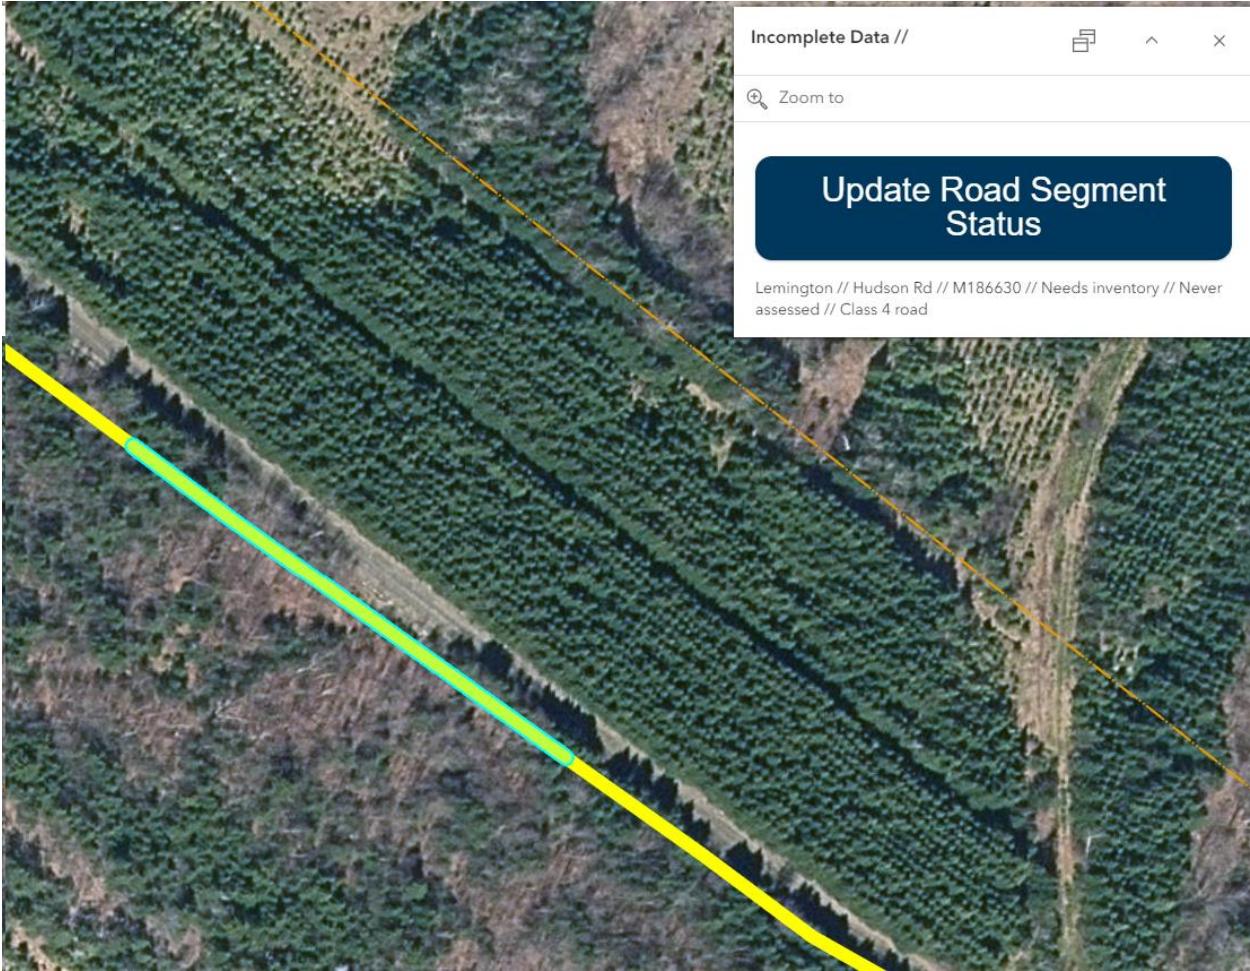 Incomplete Data //
Zoom to
Update Road Segment
Status
Lemington // Hudson Rd // M186630 // Needs inventory // Never
assessed // Class 4 road